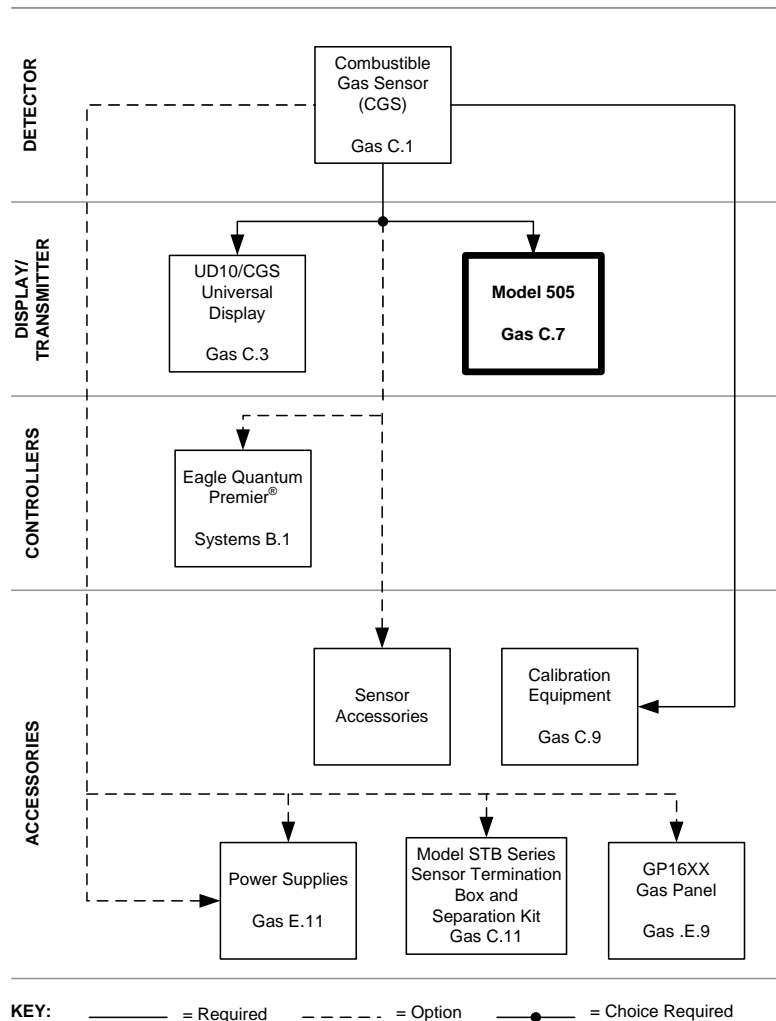 DETECTOR
Combustible
Gas Sensor
(CGS)
Gas C.1
DISPLAY/
TRANSMITTER
UD10/CGS
Universal
Display
Gas C.3
Model 505
Gas C.7
CONTROLLERS
Eagle Quantum
Premier®
Systems B.1
ACCESSORIES
Sensor
Accessories
Calibration
Equipment
Gas C.9
Power Supplies
Gas E.11
Model STB Series
Sensor Termination
Box and
Separation Kit
Gas C.11
GP16XX
Gas Panel
Gas .E.9
KEY: = Required = Option = Choice Required